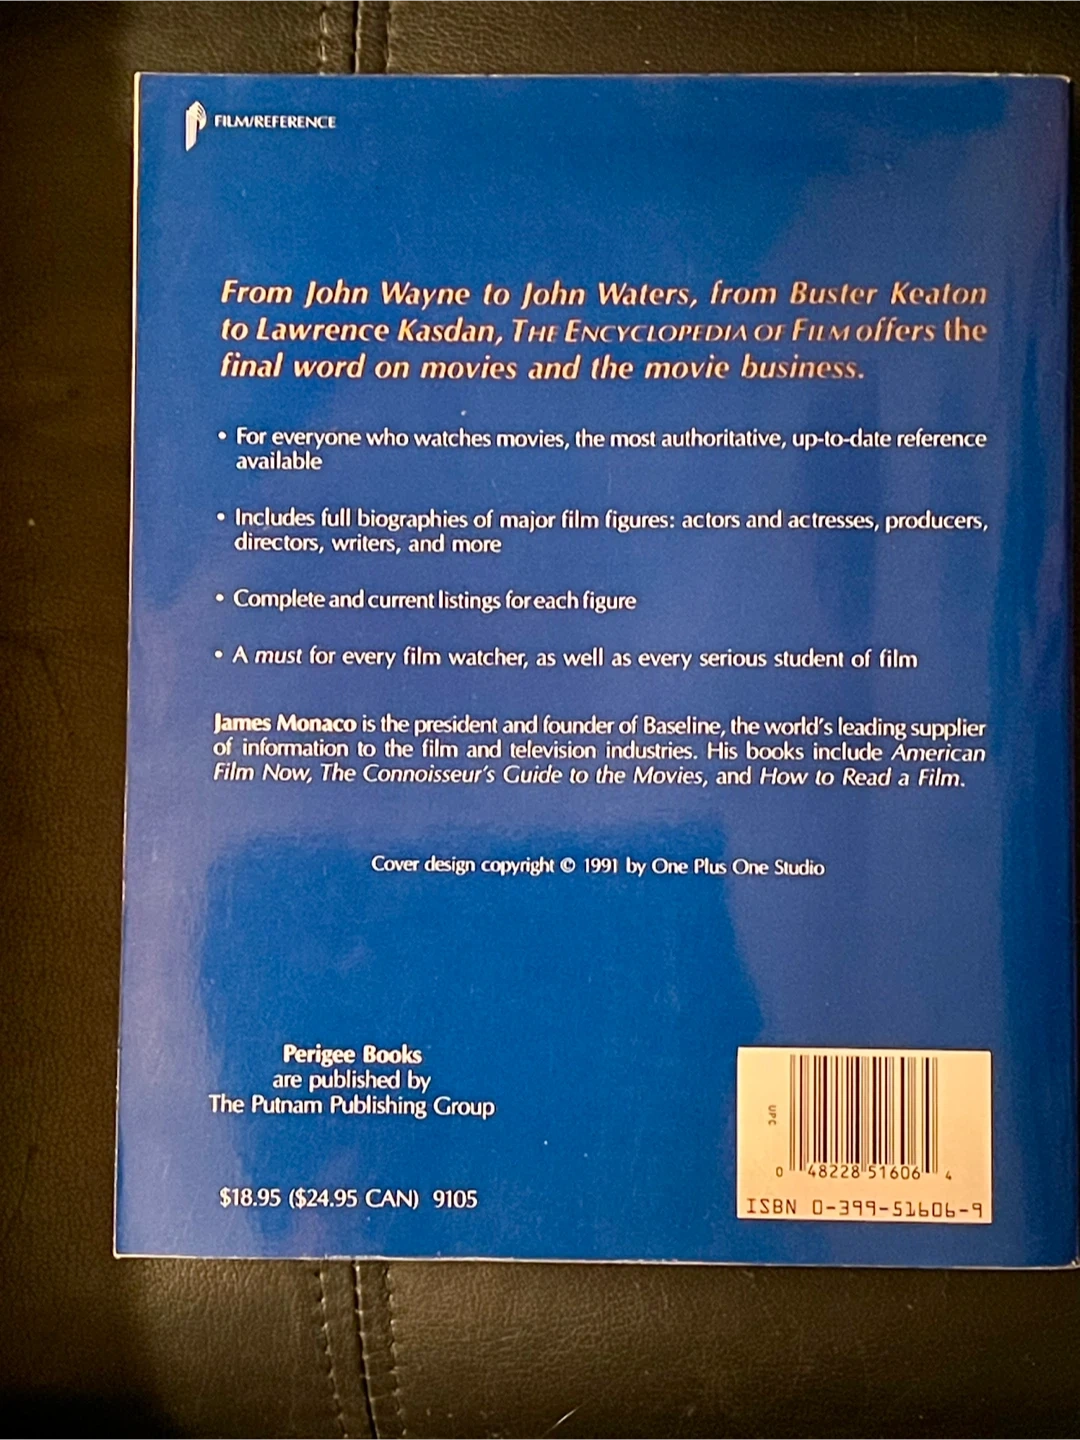 FILM/REFERENCE
From John Wayne to John Waters, from Buster Keaton
to Lawrence Kasdan, THE ENCYCLOPEDIA OF FILM offers the
final word on movies and the movie business.
• For everyone who watches movies, the most authoritative, up-to-date reference
available
• Includes full biographies of major film figures: actors and actresses, producers,
directors, writers, and more
• Complete and current listings for each figure
• A must for every film watcher, as well as every serious student of film
James Monaco is the president and founder of Baseline, the world's leading supplier
of information to the film and television industries. His books include American
Film Now, The Connoisseur's Guide to the Movies, and How to Read a Film.
Cover design copyright © 1991 by One Plus One Studio
Perigee Books
are published by
The Putnam Publishing Group
$18.95 ($24.95 CAN) 9105
UPC
0 48228 51606 4
ISBN 0-399-51606-9